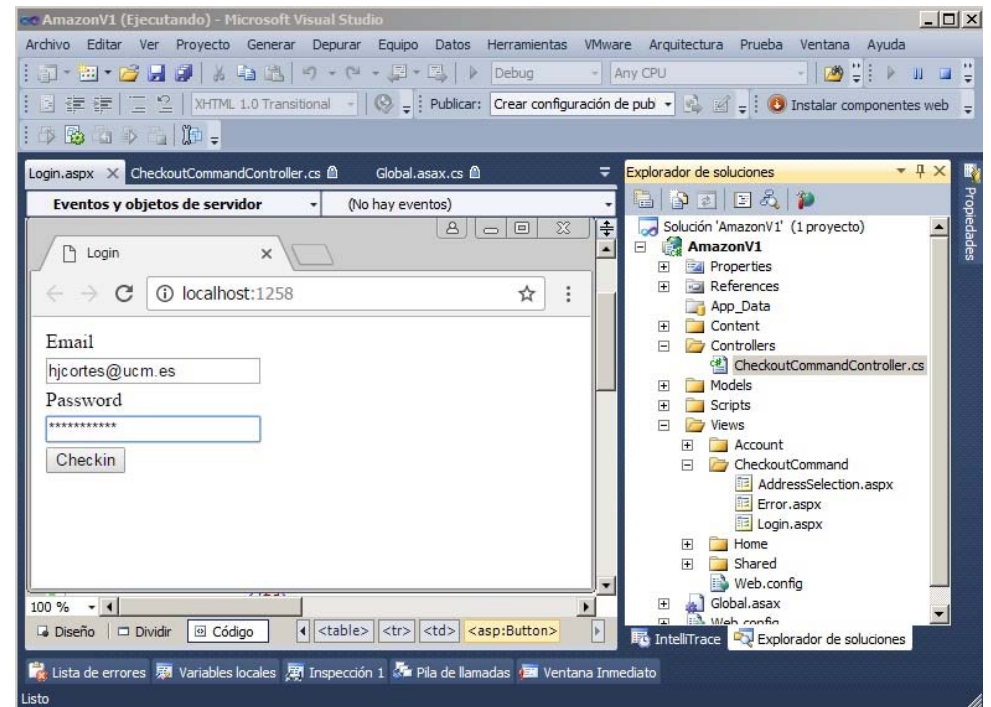 AmazonV1 (Ejecutando) - Microsoft Visual Studio
Archivo Editar Ver Proyecto Generar Depurar Equipo Datos Herramientas VMware Arquitectura Prueba Ventana Ayuda
Debug Any CPU
XHTML 1.0 Transitional Publicar: Crear configuración de pub Instalar componentes web
Login.aspx CheckoutCommandController.cs Global.asax.cs
Eventos y objetos de servidor (No hay eventos)
Login
localhost:1258
Email
hjcortes@ucm.es
Password
***********
Checkin
100 %
Diseño Dividir Código <table> <tr> <td> <asp:Button>
Explorador de soluciones
Solución 'AmazonV1' (1 proyecto)
AmazonV1
Properties
References
App_Data
Content
Controllers
CheckoutCommandController.cs
Models
Scripts
Views
Account
CheckoutCommand
AddressSelection.aspx
Error.aspx
Login.aspx
Home
Shared
Web.config
Global.asax
Web.config
IntelliTrace Explorador de soluciones
Propiedades
Lista de errores Variables locales Inspección 1 Pila de llamadas Ventana Inmediato
Listo